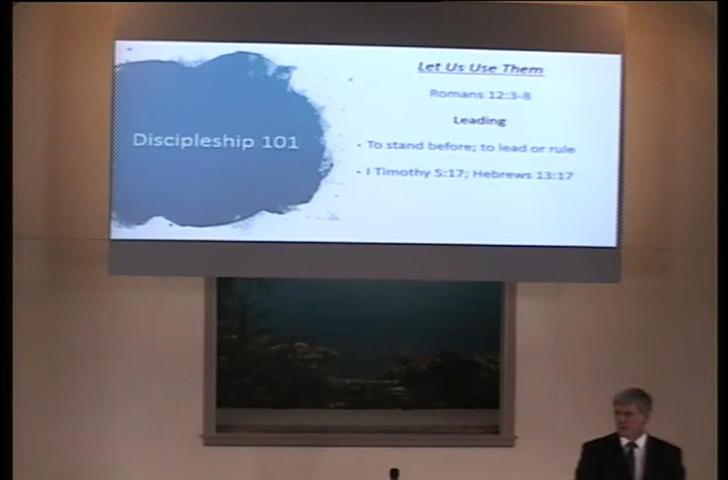 Discipleship 101
Let Us Use Them
Romans 12:3-8
Leading
• To stand before; to lead or rule
• I Timothy 5:17; Hebrews 13:17